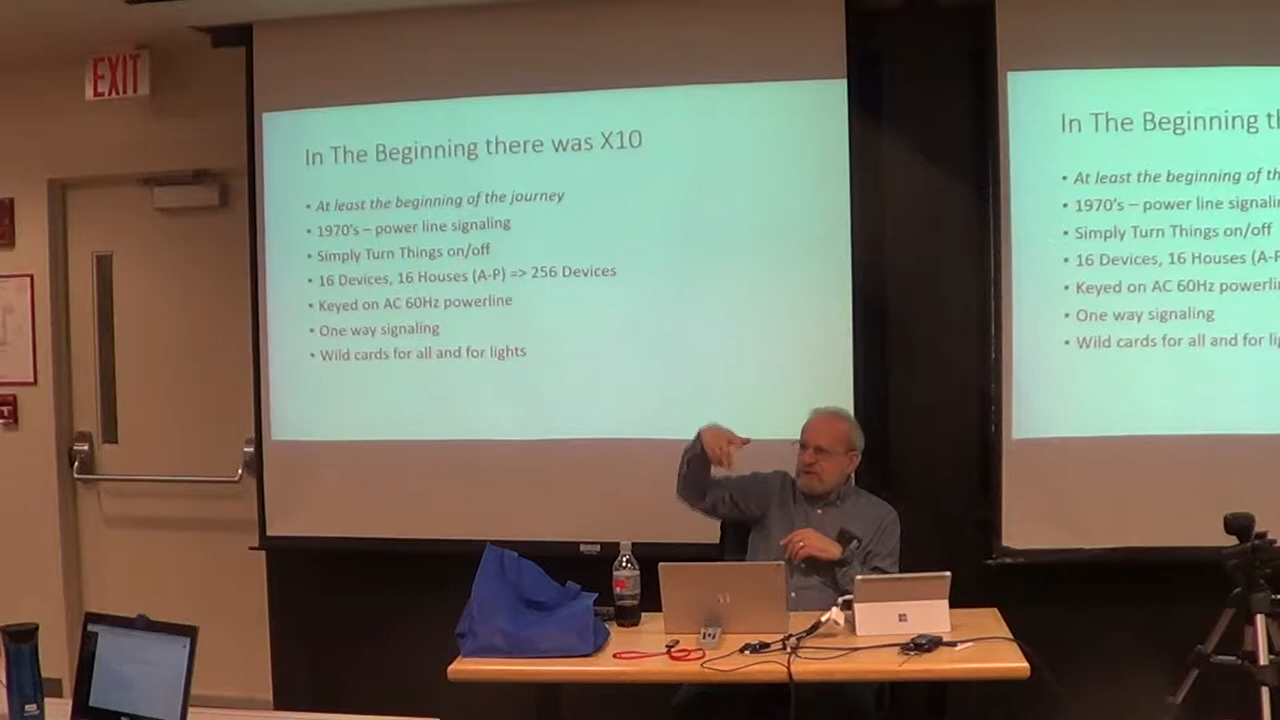 EXIT
In The Beginning there was X10
• At least the beginning of the journey
• 1970's – power line signaling
• Simply Turn Things on/off
• 16 Devices, 16 Houses (A-P) => 256 Devices
• Keyed on AC 60Hz powerline
• One way signaling
• Wild cards for all and for lights
In The Beginning th
• At least the beginning of th
• 1970's – power line signalin
• Simply Turn Things on/off
• 16 Devices, 16 Houses (A-P
• Keyed on AC 60Hz powerli
• One way signaling
• Wild cards for all and for lig